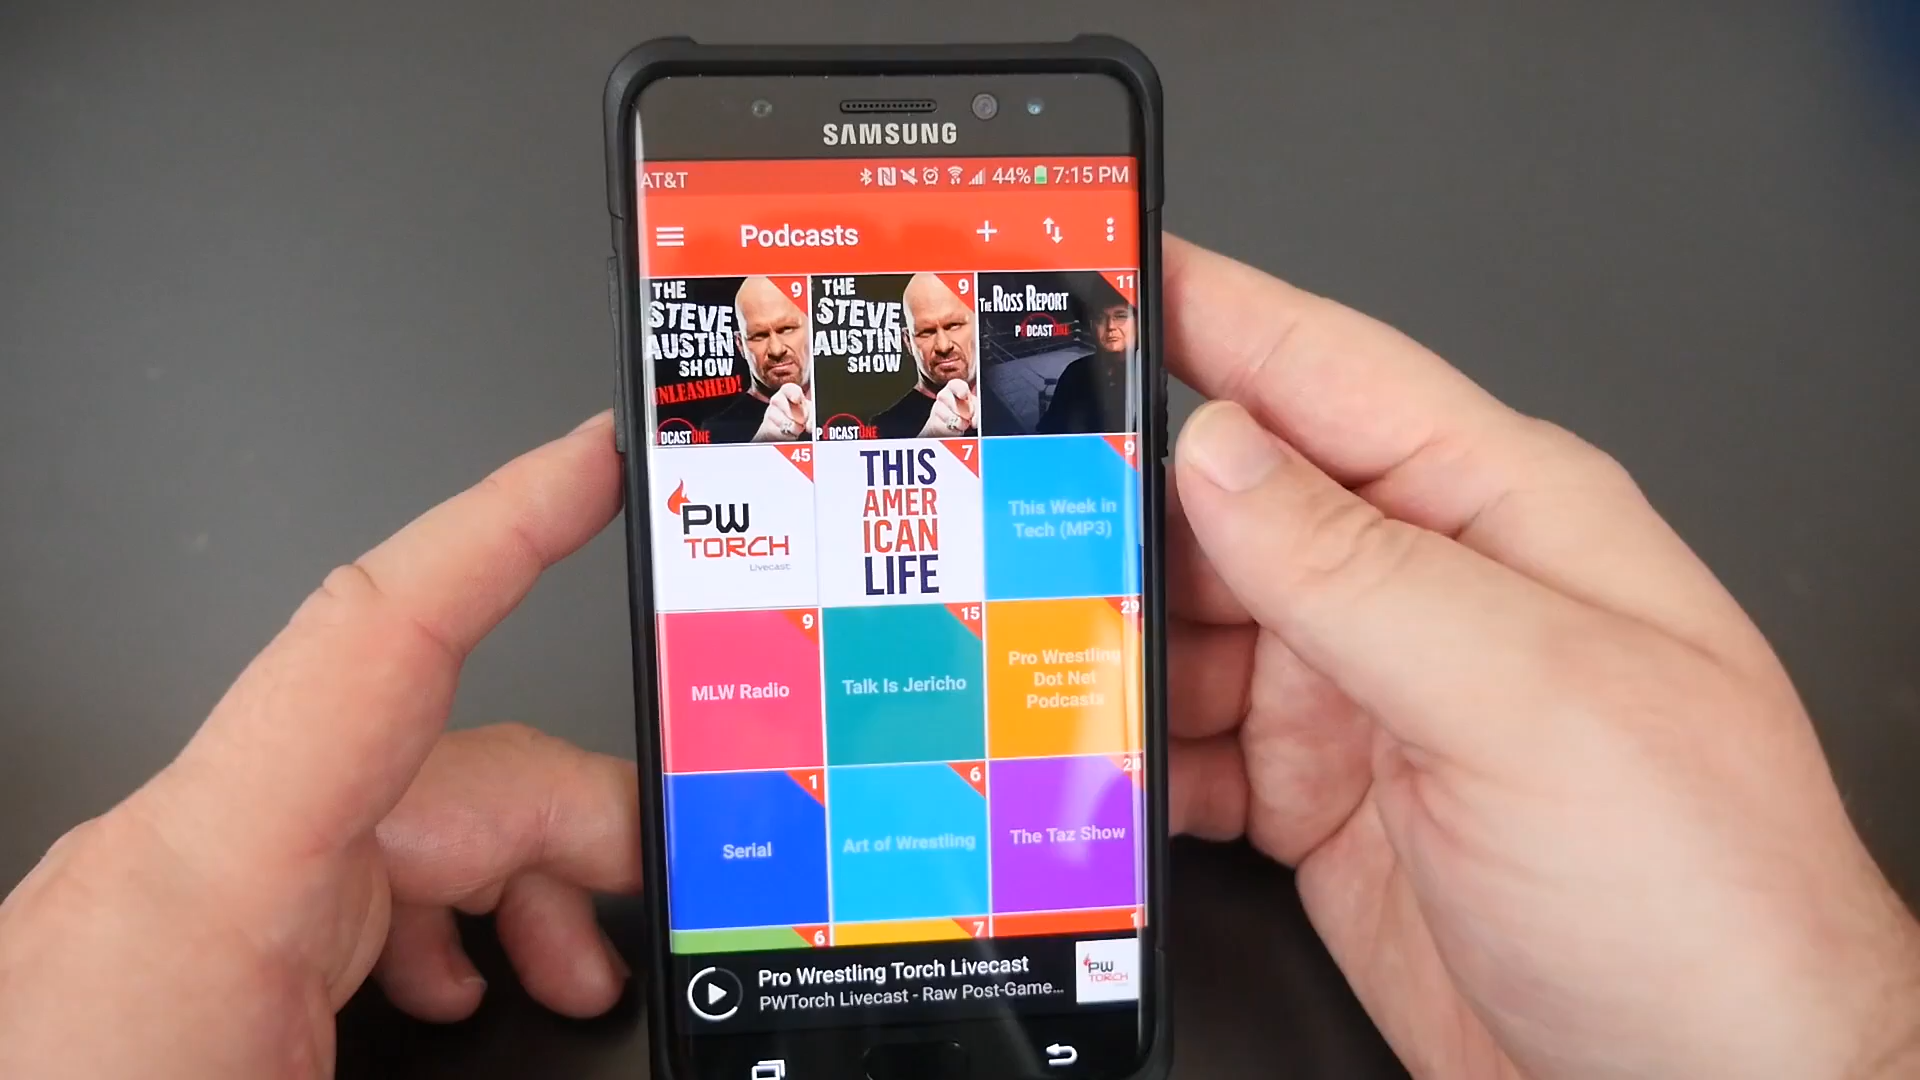 SAMSUNG
AT&T 44% 7:15 PM
Podcasts
9
THE
STEVE
AUSTIN
SHOW
UNLEASHED!
PODCASTONE
9
THE
STEVE
AUSTIN
SHOW
PODCASTONE
11
THE ROSS REPORT
PODCASTONE
45
PW
TORCH
Livecast
7
THIS
AMER
ICAN
LIFE
9
This Week in
Tech (MP3)
9
MLW Radio
15
Talk Is Jericho
29
Pro Wrestling
Dot Net
Podcasts
1
Serial
6
Art of Wrestling
28
The Taz Show
6
7
1
Pro Wrestling Torch Livecast
PWTorch Livecast - Raw Post-Game...
PW
TORCH